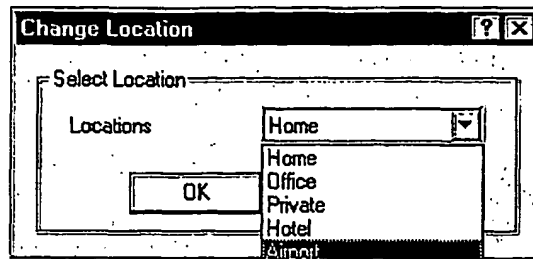 Change Location
Select Location
Locations
Home
Home
Office
OK
Private
Hotel
Airport